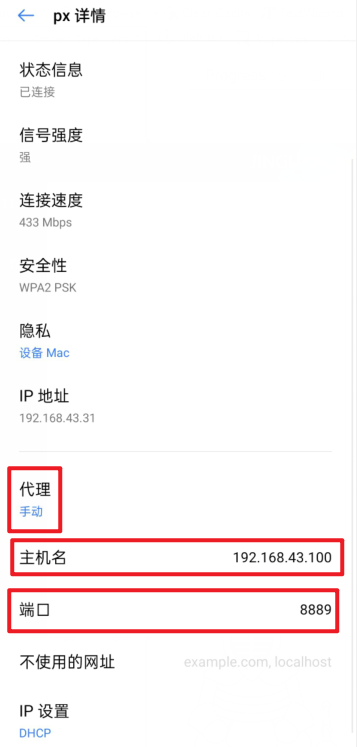 px 详情
状态信息
已连接
信号强度
强
连接速度
433 Mbps
安全性
WPA2 PSK
隐私
设备 Mac
IP 地址
192.168.43.31
代理
手动
主机名 192.168.43.100
端口 8889
不使用的网址 example.com, localhost
IP 设置
DHCP